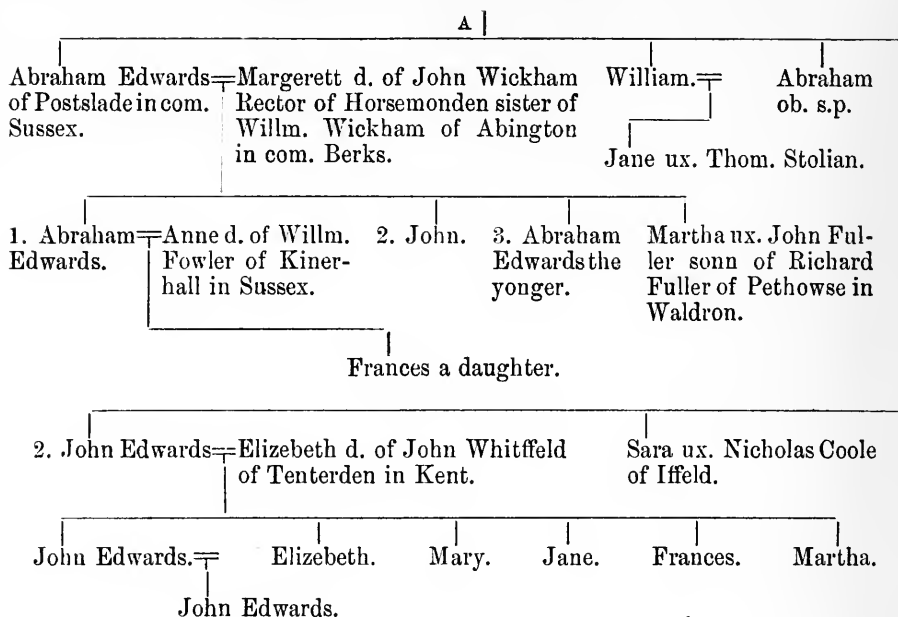 A
Abraham Edwards = Margerett d. of John Wickham William. = Abraham
of Postslade in com. Rector of Horsemonden sister of ob. s.p.
Sussex. Willm. Wickham of Abington
in com. Berks. Jane ux. Thom. Stolian.
1. Abraham = Anne d. of Willm. 2. John. 3. Abraham Martha ux. John Ful-
Edwards. Fowler of Kiner- Edwards the ler sonn of Richard
hall in Sussex. yonger. Fuller of Pethowse in
Waldron.
Frances a daughter.
2. John Edwards = Elizebeth d. of John Whitffeld Sara ux. Nicholas Coole
of Tenterden in Kent. of Iffeld.
John Edwards. = Elizebeth. Mary. Jane. Frances. Martha.
John Edwards.